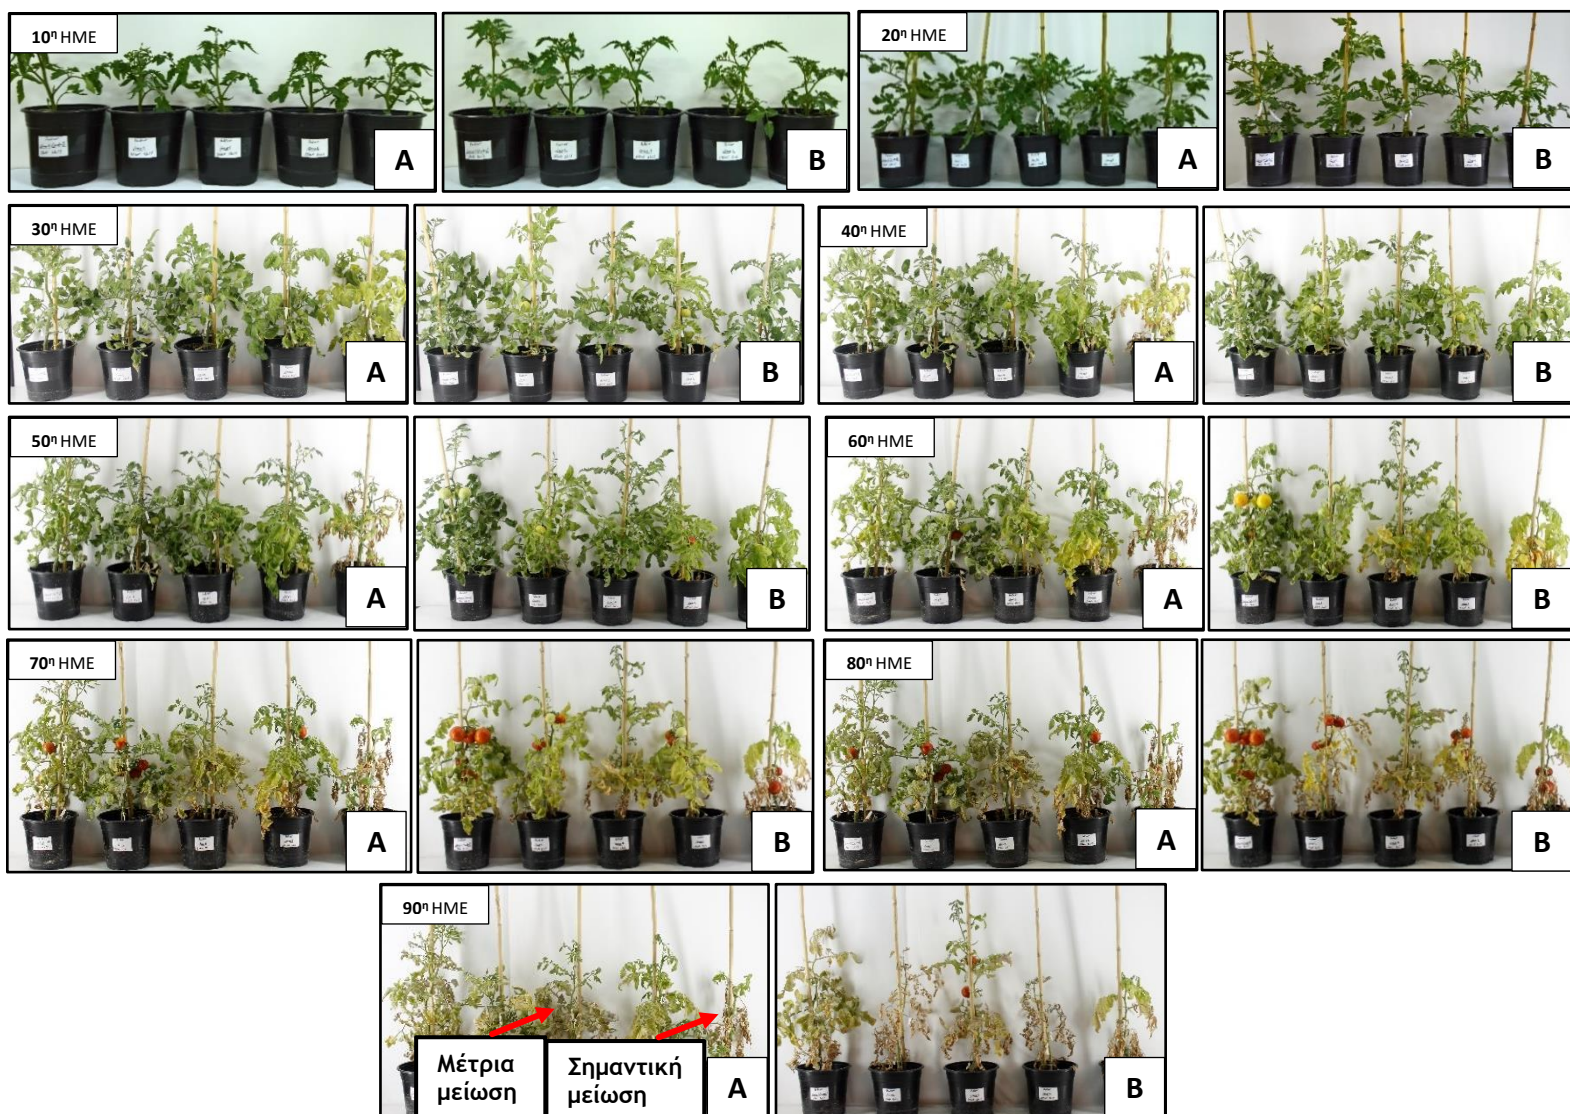 10η ΗΜΕ
A
B
20η ΗΜΕ
A
B
30η ΗΜΕ
A
B
40η ΗΜΕ
A
B
50η ΗΜΕ
A
B
60η ΗΜΕ
A
B
70η ΗΜΕ
A
B
80η ΗΜΕ
A
B
90η ΗΜΕ
Μέτρια
μείωση
Σημαντική
μείωση
A
B